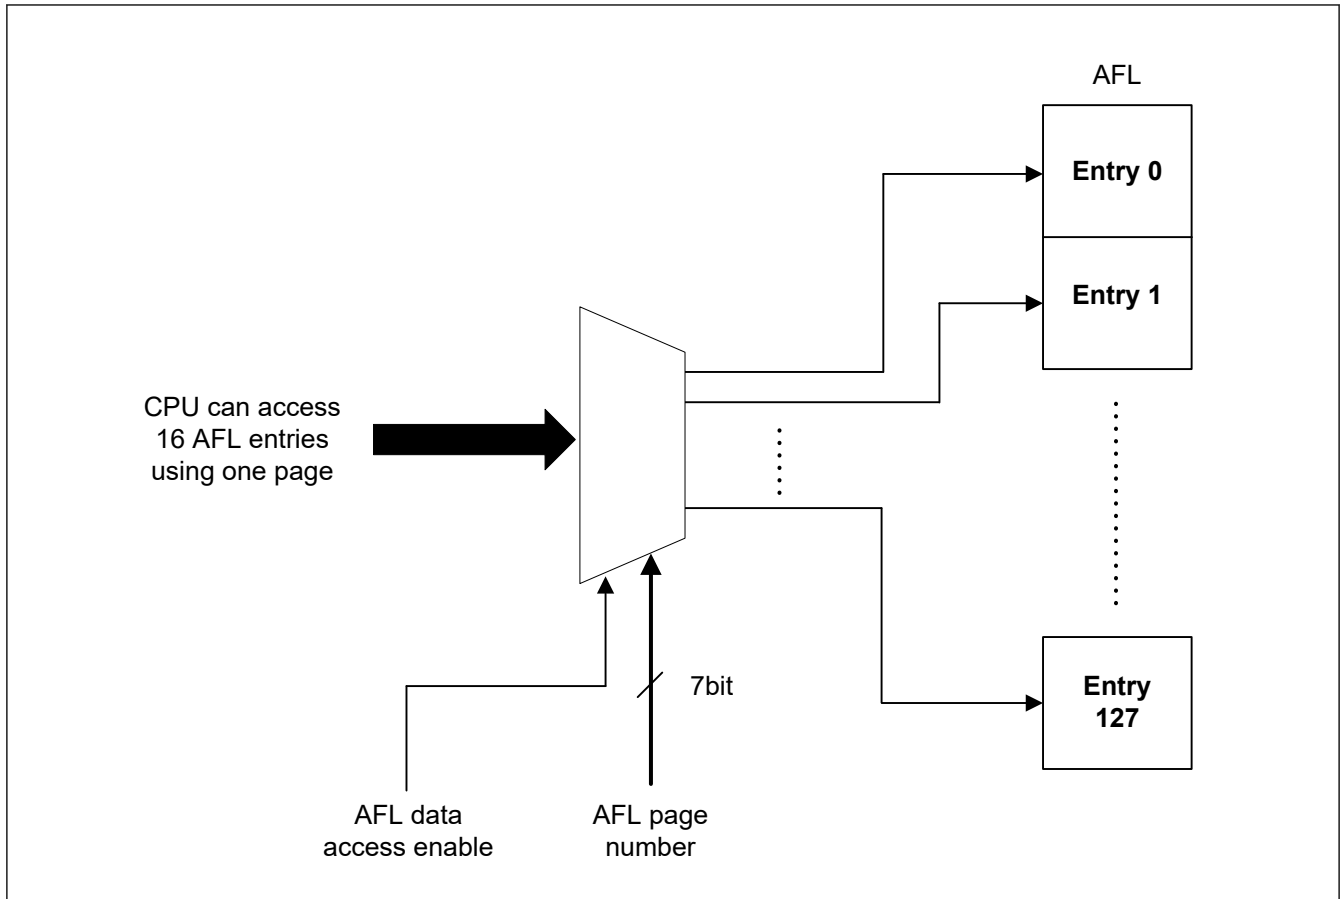 AFL
Entry 0
Entry 1
CPU can access
16 AFL entries
using one page
Entry
127
7bit
AFL data
access enable
AFL page
number